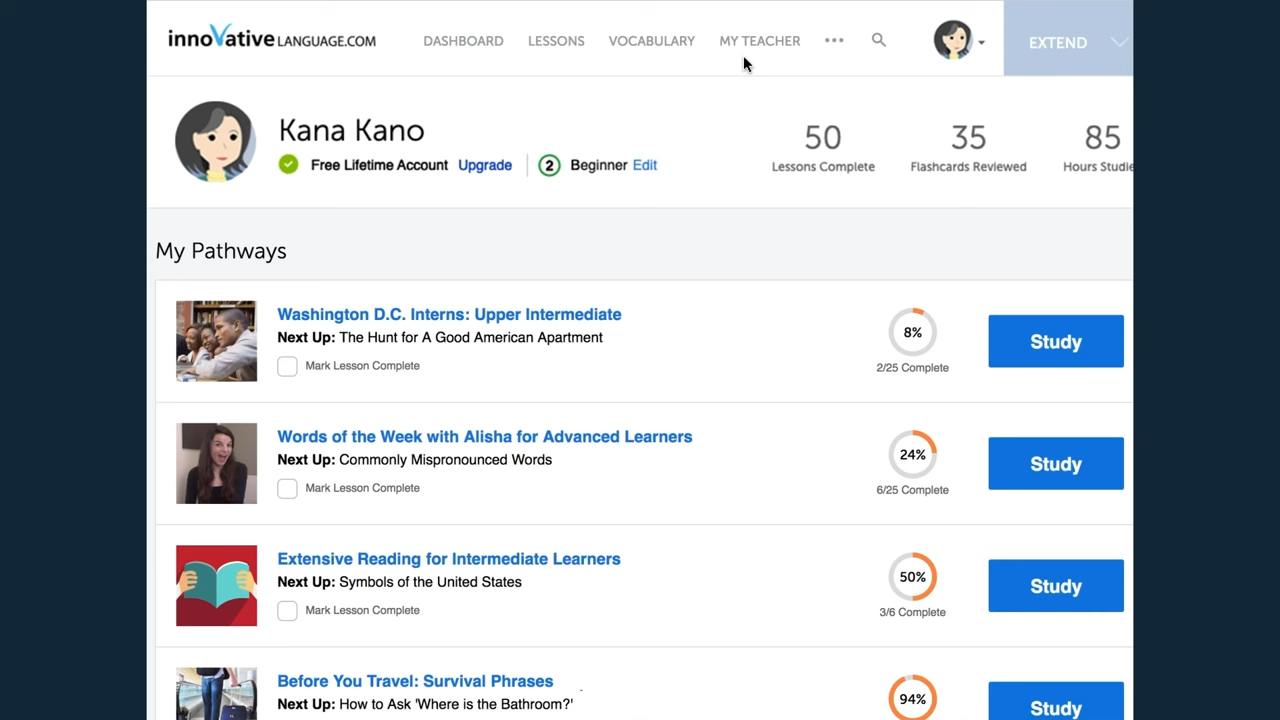 innoVative LANGUAGE.COM
DASHBOARD LESSONS VOCABULARY MY TEACHER ••• EXTEND
Kana Kano
Free Lifetime Account Upgrade 2 Beginner Edit
50 35 85
Lessons Complete Flashcards Reviewed Hours Studie
My Pathways
Washington D.C. Interns: Upper Intermediate
Next Up: The Hunt for A Good American Apartment
Mark Lesson Complete
8%
2/25 Complete
Study
Words of the Week with Alisha for Advanced Learners
Next Up: Commonly Mispronounced Words
Mark Lesson Complete
24%
6/25 Complete
Study
Extensive Reading for Intermediate Learners
Next Up: Symbols of the United States
Mark Lesson Complete
50%
3/6 Complete
Study
Before You Travel: Survival Phrases
Next Up: How to Ask 'Where is the Bathroom?'
94%
Study